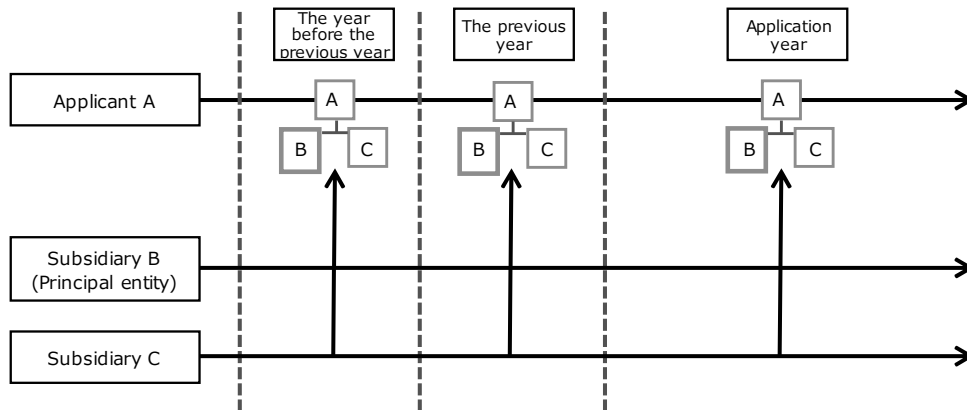 The year
before the
previous year
The previous
year
Application
year
Applicant A
A
A
A
B
C
B
C
B
C
Subsidiary B
(Principal entity)
Subsidiary C